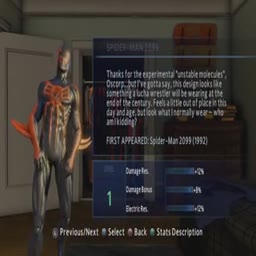 SPIDER-MAN 2099
Thanks for the experimental "unstable molecules",
Oscorp, but I've gotta say, this design looks like
something a lucha wrestler will be wearing at the
end of the century. Feels a little out of place in this
day and age, but look what I normally wear - who
am I kidding?
FIRST APPEARED: Spider-Man 2099 (1992)
1
Damage Res. +12%
Damage Bonus +8%
Electric Res. +12%
Previous/Next Select Back Stats Description